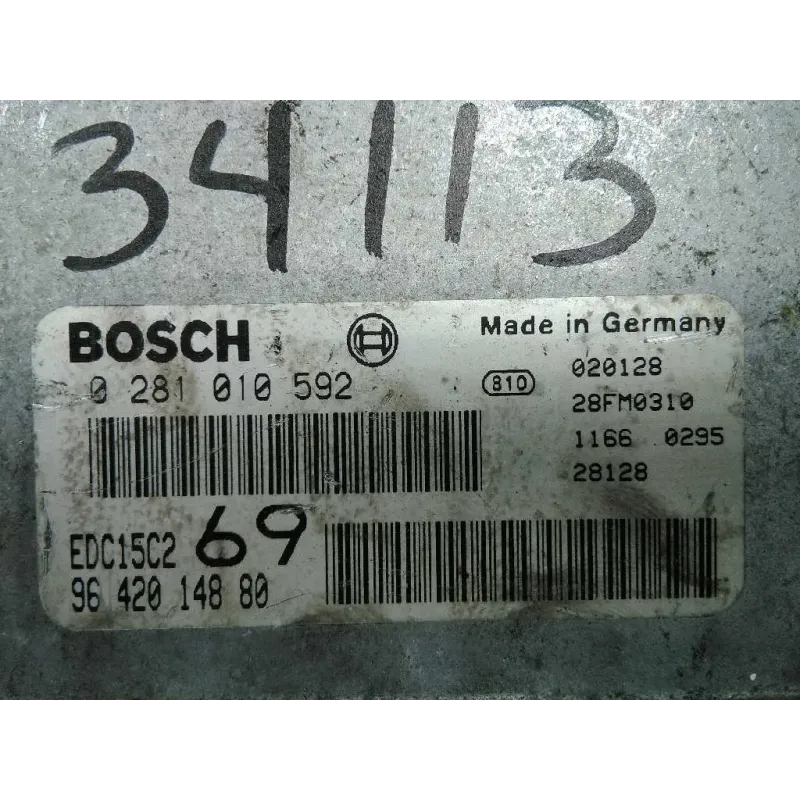 34113
BOSCH
Made in Germany
0 281 010 592
810
020128
28FM0310
1166 0295
28128
EDC15C2 69
96 420 148 80